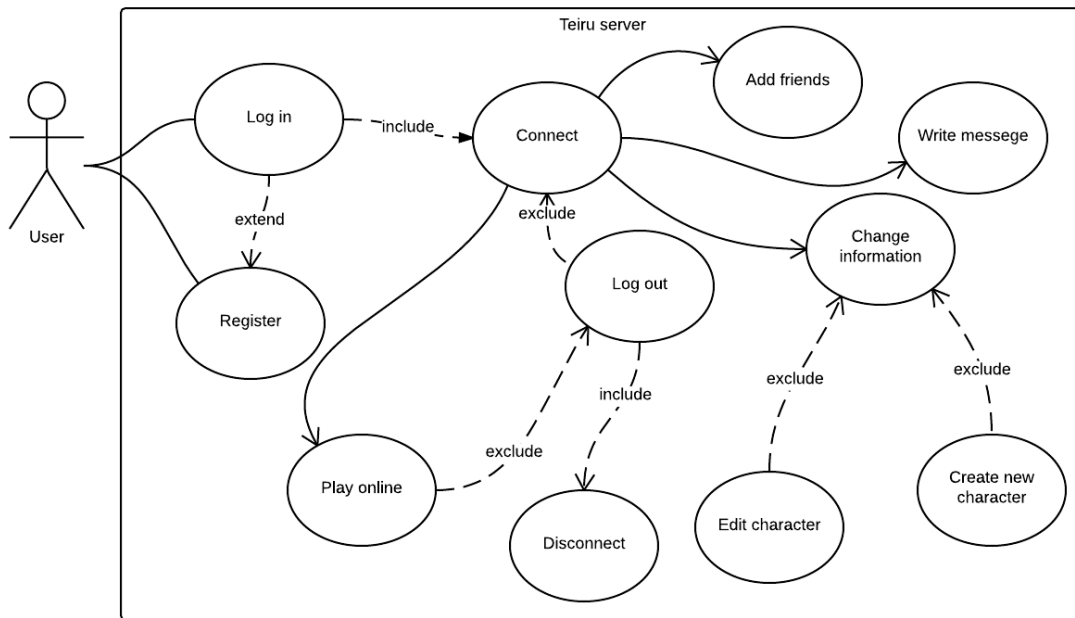 Teiru server
Add friends
Log in
include
Connect
Write messege
User
extend
exclude
Change
information
Log out
Register
exclude
exclude
include
exclude
Play online
Disconnect
Edit character
Create new
character